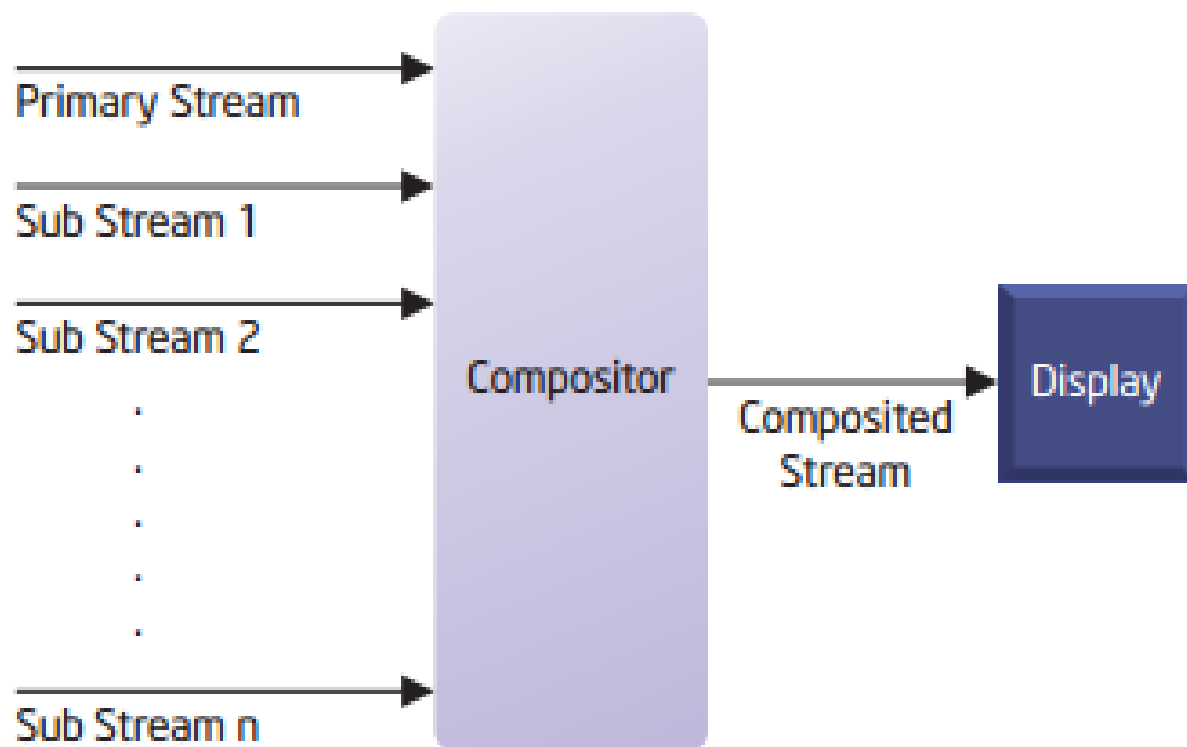 Primary Stream
Sub Stream 1
Sub Stream 2
.
.
.
.
.
Sub Stream n
Compositor
Composited
Stream
Display